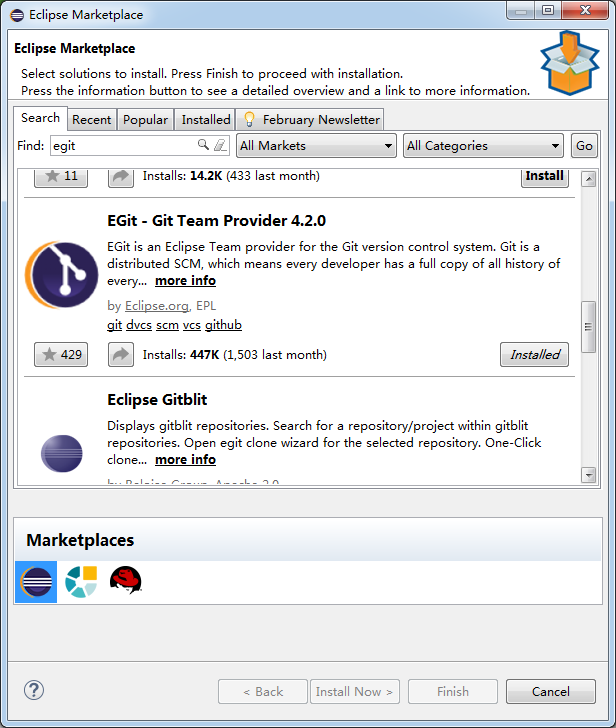 Eclipse Marketplace
Eclipse Marketplace
Select solutions to install. Press Finish to proceed with installation.
Press the information button to see a detailed overview and a link to more information.
Search Recent Popular Installed February Newsletter
Find: egit All Markets All Categories Go
11 Installs: 14.2K (433 last month) Install
EGit - Git Team Provider 4.2.0
EGit is an Eclipse Team provider for the Git version control system. Git is a
distributed SCM, which means every developer has a full copy of all history of
every... more info
by Eclipse.org, EPL
git dvcs scm vcs github
429 Installs: 447K (1,503 last month) Installed
Eclipse Gitblit
Displays gitblit repositories. Search for a repository/project within gitblit
repositories. Open egit clone wizard for the selected repository. One-Click
clone... more info
by Baloise Group, Apache 2.0
Marketplaces
? < Back Install Now > Finish Cancel